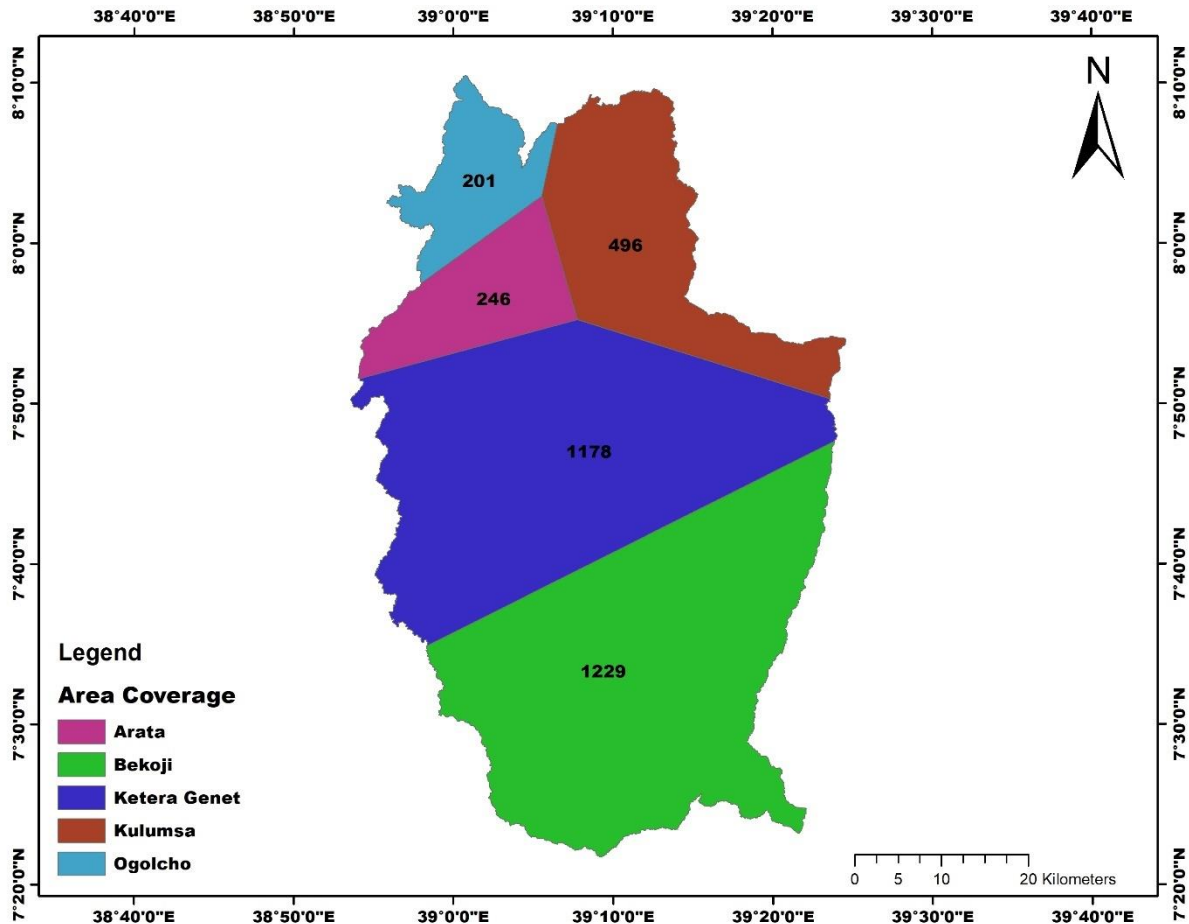 38°40'0"E 38°50'0"E 39°0'0"E 39°10'0"E 39°20'0"E 39°30'0"E 39°40'0"E
N
8°10'0"N 8°10'0"N
201
8°0'0"N 496 8°0'0"N
246
7°50'0"N 7°50'0"N
1178
7°40'0"N 7°40'0"N
Legend
1229
Area Coverage
Arata
7°30'0"N 7°30'0"N
Bekoji
Ketera Genet
Kulumsa
Ogolcho
0 5 10 20 Kilometers
7°20'0"N 7°20'0"N
38°40'0"E 38°50'0"E 39°0'0"E 39°10'0"E 39°20'0"E 39°30'0"E 39°40'0"E